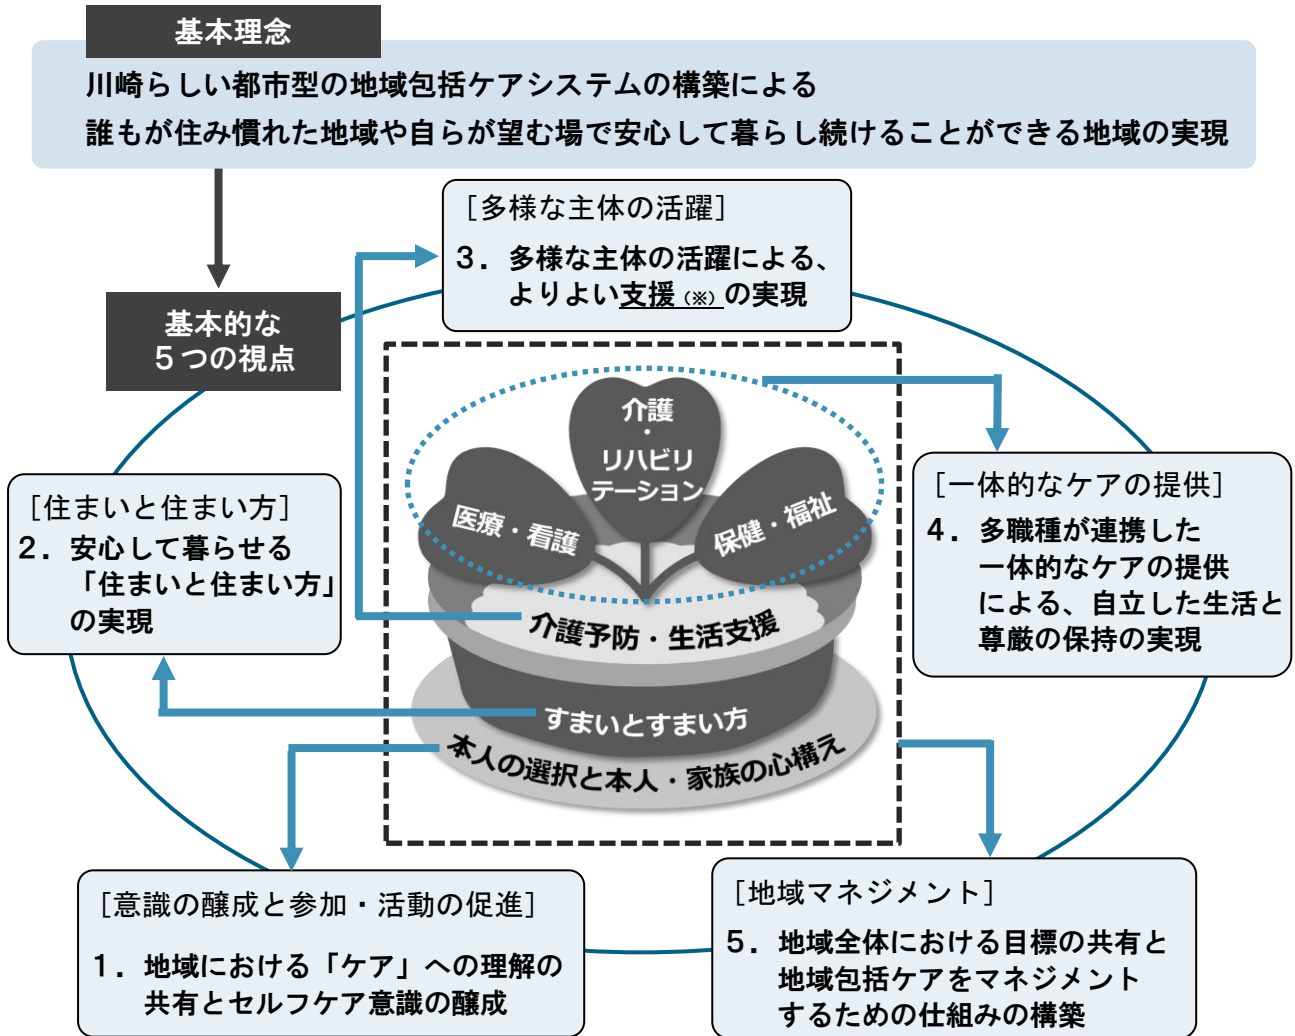 基本理念
川崎らしい都市型の地域包括ケアシステムの構築による
誰もが住み慣れた地域や自らが望む場で安心して暮らし続けることができる地域の実現
基本的な
５つの視点
［多様な主体の活躍］
３．多様な主体の活躍による、
よりよい支援（※）の実現
［住まいと住まい方］
２．安心して暮らせる
「住まいと住まい方」
の実現
介護
・
リハビリ
テーション
医療・看護
保健・福祉
介護予防・生活支援
すまいとすまい方
本人の選択と本人・家族の心構え
［一体的なケアの提供］
４．多職種が連携した
一体的なケアの提供
による、自立した生活と
尊厳の保持の実現
［意識の醸成と参加・活動の促進］
１．地域における「ケア」への理解の
共有とセルフケア意識の醸成
［地域マネジメント］
５．地域全体における目標の共有と
地域包括ケアをマネジメント
するための仕組みの構築